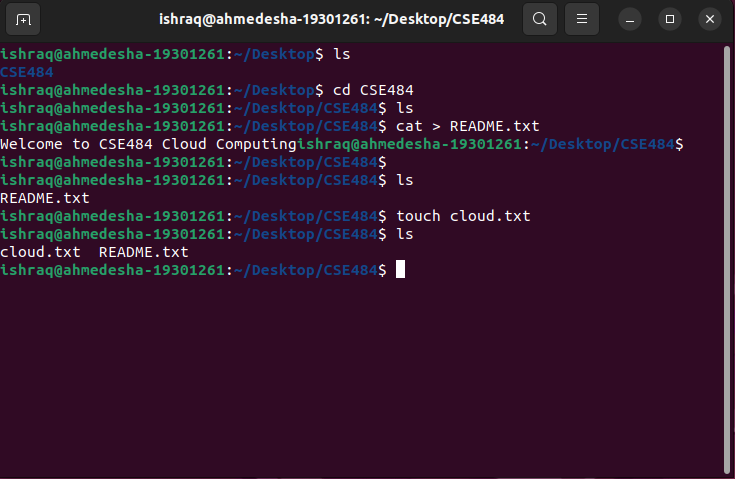 ishraq@ahmedesha-19301261: ~/Desktop/CSE484
ishraq@ahmedesha-19301261:~/Desktop$ ls
CSE484
ishraq@ahmedesha-19301261:~/Desktop$ cd CSE484
ishraq@ahmedesha-19301261:~/Desktop/CSE484$ ls
ishraq@ahmedesha-19301261:~/Desktop/CSE484$ cat > README.txt
Welcome to CSE484 Cloud Computingishraq@ahmedesha-19301261:~/Desktop/CSE484$
ishraq@ahmedesha-19301261:~/Desktop/CSE484$
ishraq@ahmedesha-19301261:~/Desktop/CSE484$ ls
README.txt
ishraq@ahmedesha-19301261:~/Desktop/CSE484$ touch cloud.txt
ishraq@ahmedesha-19301261:~/Desktop/CSE484$ ls
cloud.txt  README.txt
ishraq@ahmedesha-19301261:~/Desktop/CSE484$